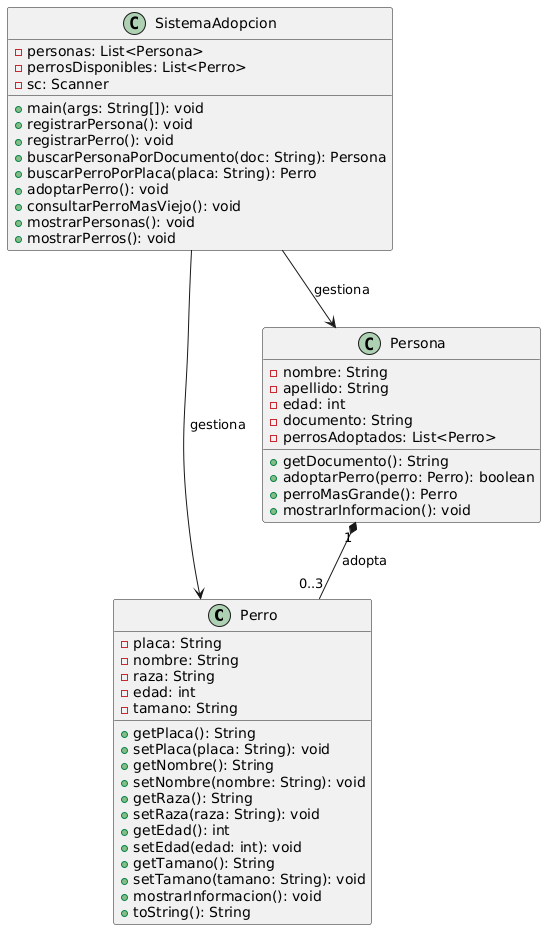 C SistemaAdopcion
personas: List<Persona>
perrosDisponibles: List<Perro>
sc: Scanner
main(args: String[]): void
registrarPersona(): void
registrarPerro(): void
buscarPersonaPorDocumento(doc: String): Persona
buscarPerroPorPlaca(placa: String): Perro
adoptarPerro(): void
consultarPerroMasViejo(): void
mostrarPersonas(): void
mostrarPerros(): void
gestiona
C Persona
nombre: String
apellido: String
edad: int
documento: String
perrosAdoptados: List<Perro>
getDocumento(): String
adoptarPerro(perro: Perro): boolean
perroMasGrande(): Perro
mostrarInformacion(): void
gestiona
1
adopta
0..3
C Perro
placa: String
nombre: String
raza: String
edad: int
tamano: String
getPlaca(): String
setPlaca(placa: String): void
getNombre(): String
setNombre(nombre: String): void
getRaza(): String
setRaza(raza: String): void
getEdad(): int
setEdad(edad: int): void
getTamano(): String
setTamano(tamano: String): void
mostrarInformacion(): void
toString(): String